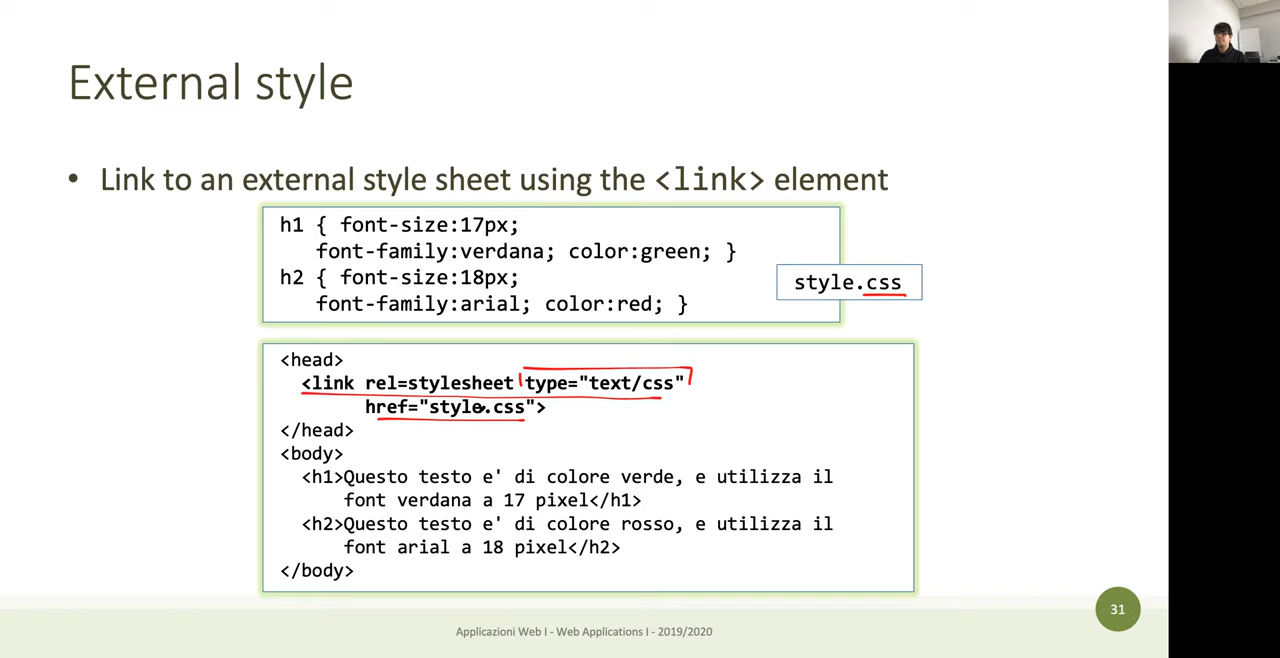 External style
• Link to an external style sheet using the <link> element
h1 { font-size:17px;
font-family:verdana; color:green; }
h2 { font-size:18px;
font-family:arial; color:red; }
style.css
<head>
<link rel=stylesheet type="text/css"
href="style.css">
</head>
<body>
<h1>Questo testo e' di colore verde, e utilizza il
font verdana a 17 pixel</h1>
<h2>Questo testo e' di colore rosso, e utilizza il
font arial a 18 pixel</h2>
</body>
31
Applicazioni Web I - Web Applications I - 2019/2020